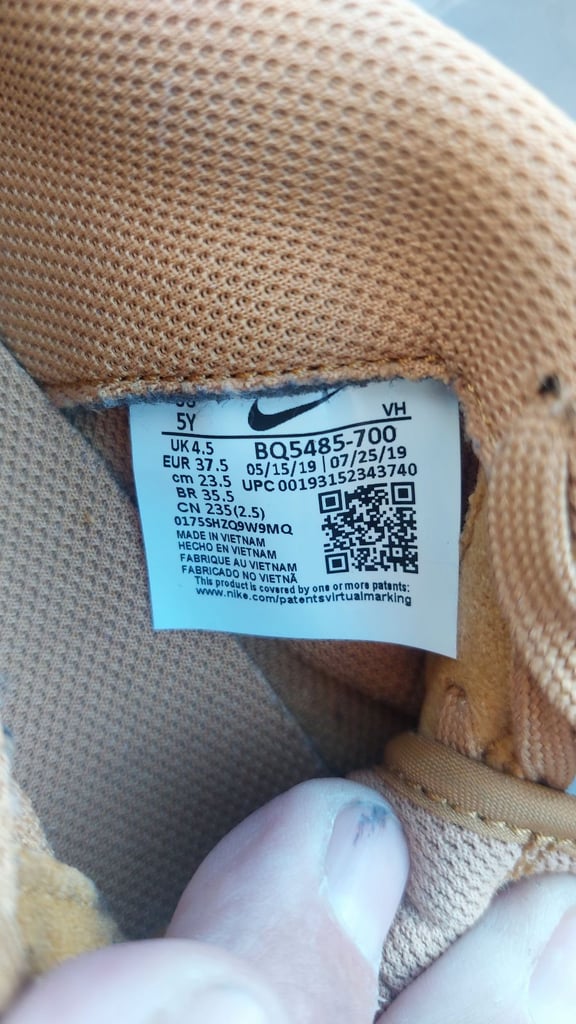 5Y VH
UK 4.5 BQ5485-700
EUR 37.5 05/15/19 | 07/25/19
cm 23.5 UPC 00193152343740
BR 35.5
CN 235(2.5)
0175SHZQ9W9MQ
MADE IN VIETNAM
HECHO EN VIETNAM
FABRIQUE AU VIETNAM
FABRICADO NO VIETNÃ
This product is covered by one or more patents:
www.nike.com/patentsvirtualmarking